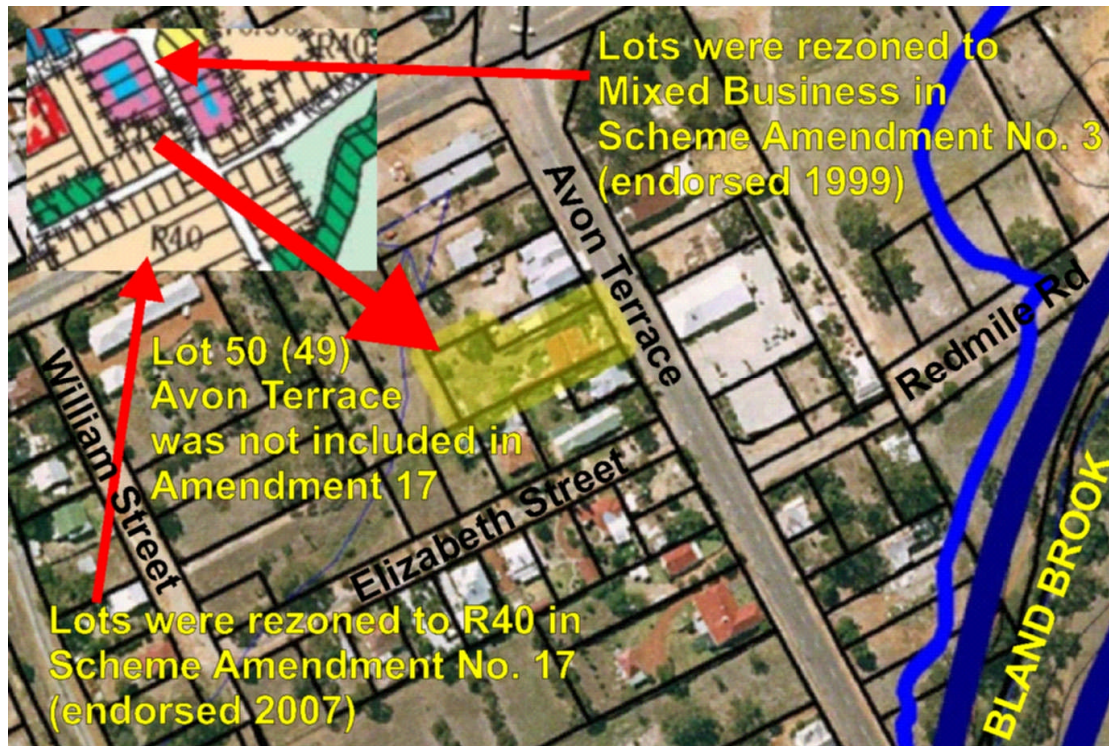 R40
Lots were rezoned to
Mixed Business in
Scheme Amendment No. 3
(endorsed 1999)
R40
Avon Terrace
Redmile Rd
Lot 50 (49)
Avon Terrace
was not included in
Amendment 17
William Street
Elizabeth Street
Lots were rezoned to R40 in
Scheme Amendment No. 17
(endorsed 2007)
BLAND BROOK